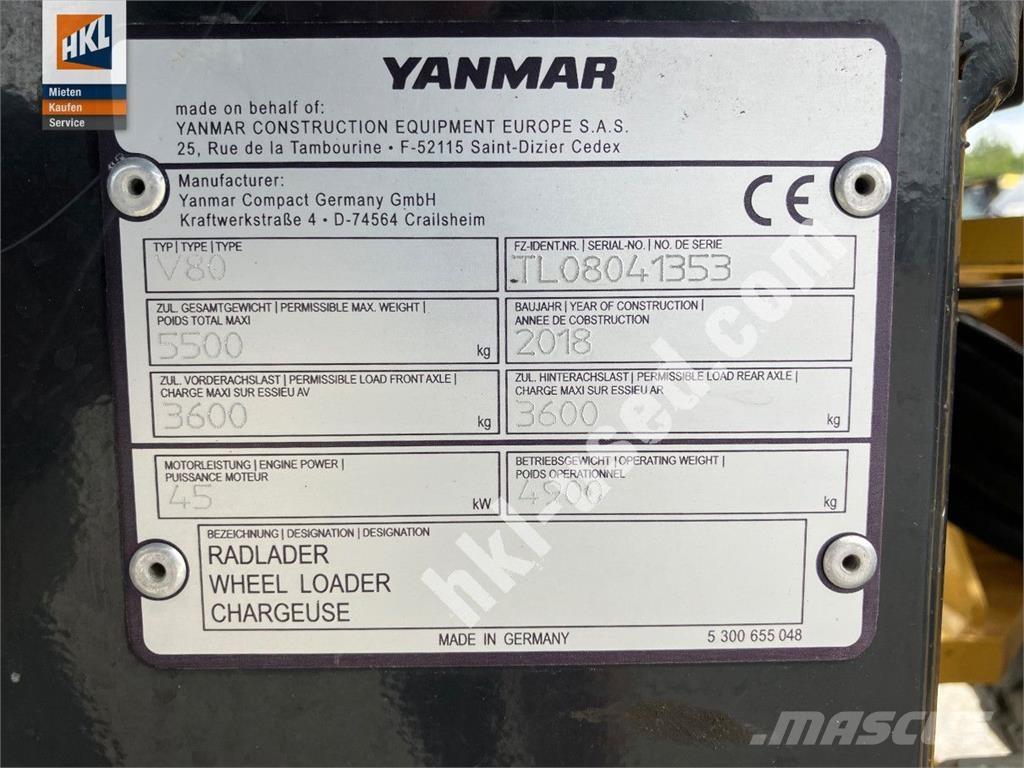 HKL
Mieten
Kaufen
Service
YANMAR
made on behalf of:
YANMAR CONSTRUCTION EQUIPMENT EUROPE S.A.S.
25, Rue de la Tambourine • F-52115 Saint-Dizier Cedex
Manufacturer:
Yanmar Compact Germany GmbH
Kraftwerkstraße 4 • D-74564 Crailsheim
CE
TYP | TYPE | TYPE
V80
FZ-IDENT.NR. | SERIAL-NO. | NO. DE SERIE
TL08041353
ZUL. GESAMTGEWICHT | PERMISSIBLE MAX. WEIGHT |
POIDS TOTAL MAXI
5500 kg
BAUJAHR | YEAR OF CONSTRUCTION |
ANNEE DE COBSTRUCTION
2018
ZUL. VORDERACHSLAST | PERMISSIBLE LOAD FRONT AXLE |
CHARGE MAXI SUR ESSIEU AV
3600 kg
ZUL. HINTERACHSLAST | PERMISSIBLE LOAD REAR AXLE |
CHARGE MAXI SUR ESSIEU AR
3600 kg
MOTORLEISTUNG | ENGINE POWER |
PUISSANCE MOTEUR
45 kW
BETRIEBSGEWICHT | OPERATING WEIGHT |
POIDS OPERATIONNEL
4900 kg
BEZEICHNUNG | DESIGNATION | DESIGNATION
RADLADER
WHEEL LOADER
CHARGEUSE
MADE IN GERMANY
5 300 655 048
hkl-used.com
MASCUS